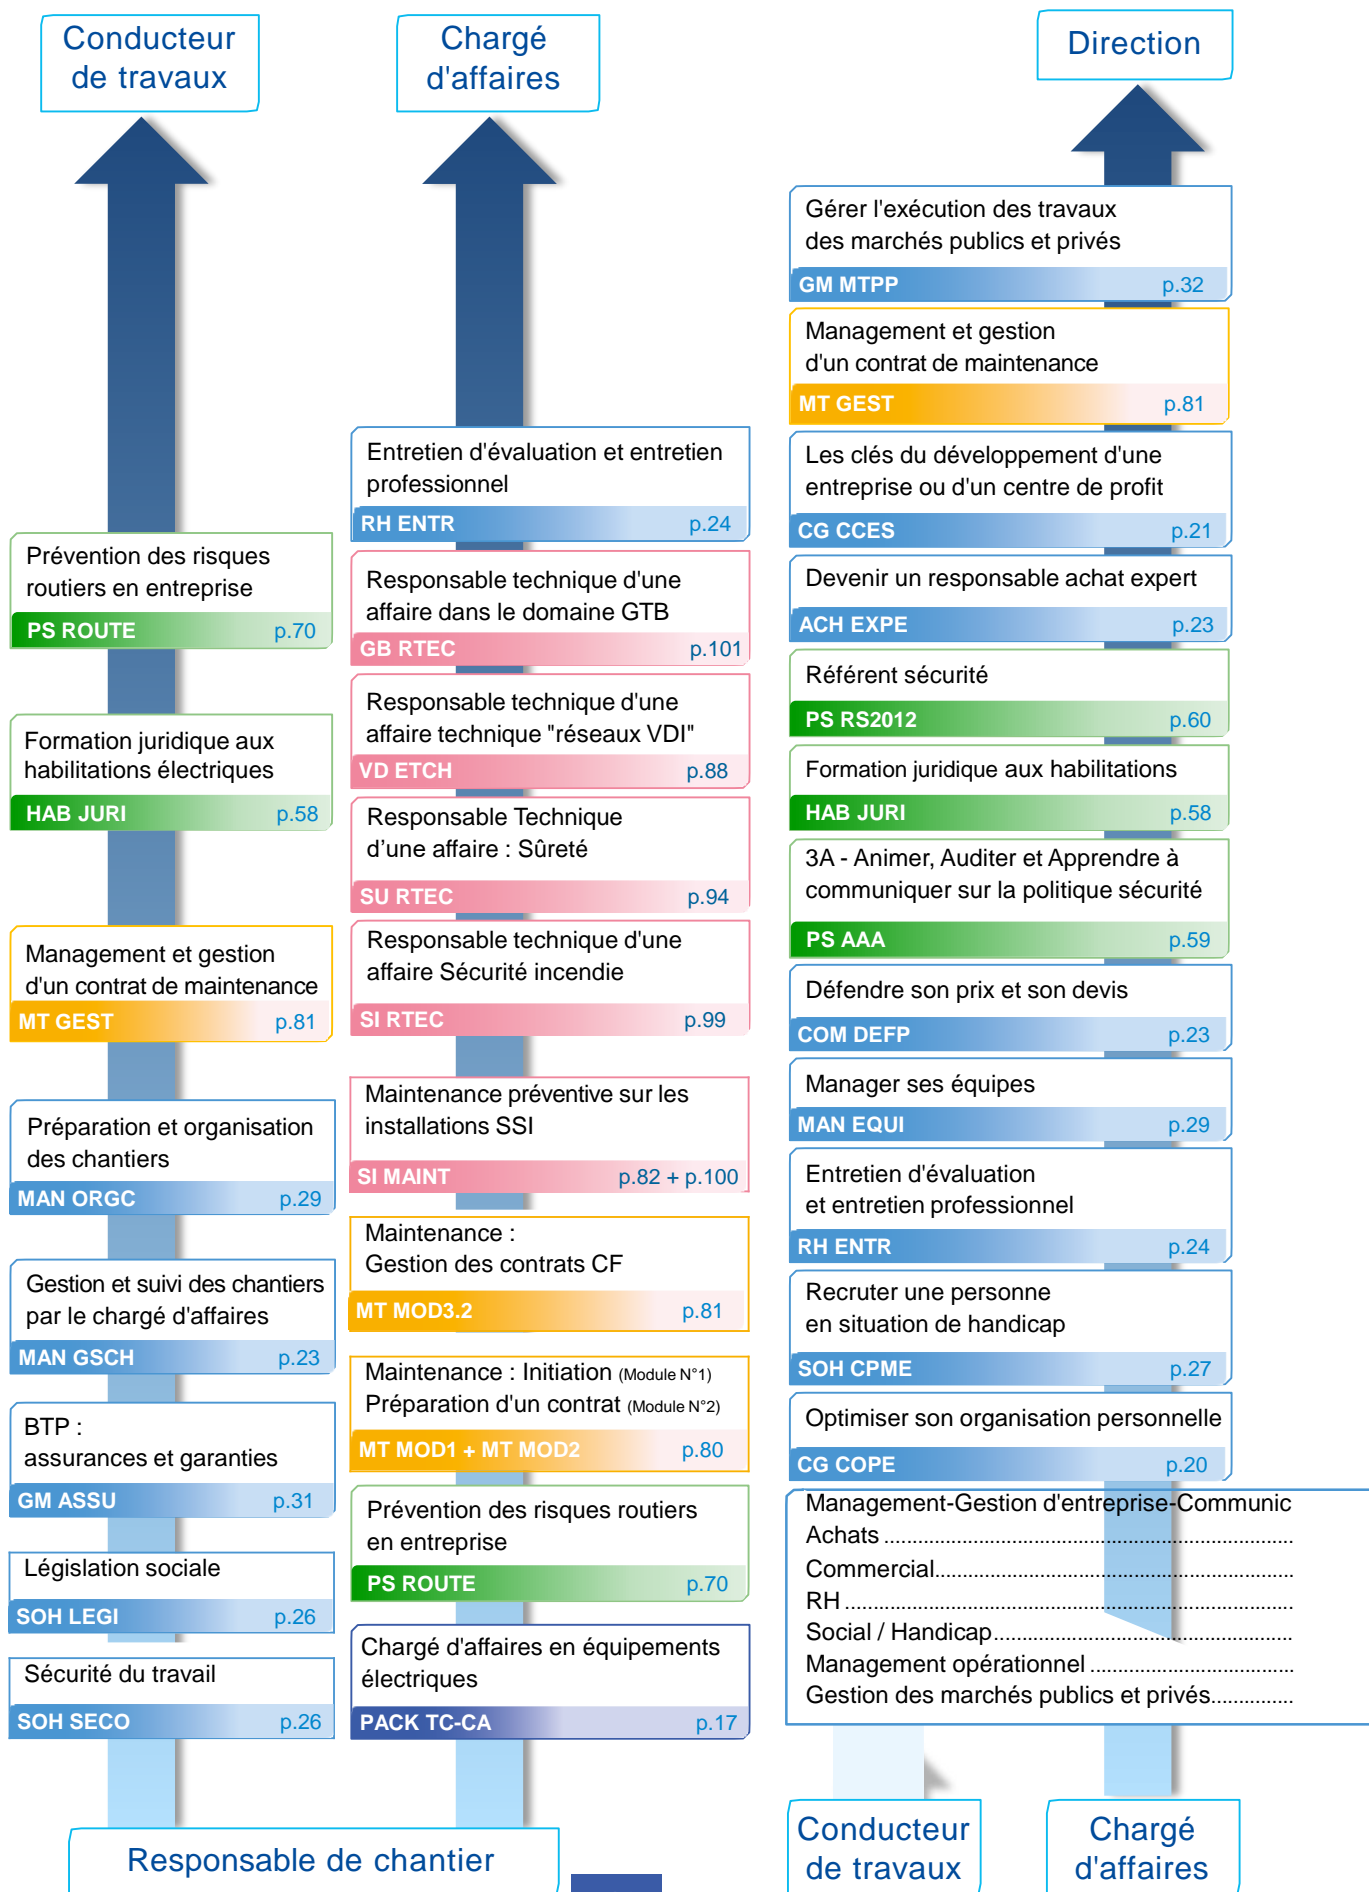 Conducteur
de travaux
Prévention des risques
routiers en entreprise
PS ROUTE p.70
Formation juridique aux
habilitations électriques
HAB JURI p.58
Management et gestion
d'un contrat de maintenance
MT GEST p.81
Préparation et organisation
des chantiers
MAN ORGC p.29
Gestion et suivi des chantiers
par le chargé d'affaires
MAN GSCH p.23
BTP :
assurances et garanties
GM ASSU p.31
Législation sociale
SOH LEGI p.26
Sécurité du travail
SOH SECO p.26
Chargé
d'affaires
Entretien d'évaluation et entretien
professionnel
RH ENTR p.24
Responsable technique d'une
affaire dans le domaine GTB
GB RTEC p.101
Responsable technique d'une
affaire technique "réseaux VDI"
VD ETCH p.88
Responsable Technique
d’une affaire : Sûreté
SU RTEC p.94
Responsable technique d'une
affaire Sécurité incendie
SI RTEC p.99
Maintenance préventive sur les
installations SSI
SI MAINT p.82 + p.100
Maintenance :
Gestion des contrats CF
MT MOD3.2 p.81
Maintenance : Initiation (Module N°1)
Préparation d'un contrat (Module N°2)
MT MOD1 + MT MOD2 p.80
Prévention des risques routiers
en entreprise
PS ROUTE p.70
Chargé d'affaires en équipements
électriques
PACK TC-CA p.17
Responsable de chantier
Direction
Gérer l'exécution des travaux
des marchés publics et privés
GM MTPP p.32
Management et gestion
d'un contrat de maintenance
MT GEST p.81
Les clés du développement d'une
entreprise ou d'un centre de profit
CG CCES p.21
Devenir un responsable achat expert
ACH EXPE p.23
Référent sécurité
PS RS2012 p.60
Formation juridique aux habilitations
HAB JURI p.58
3A - Animer, Auditer et Apprendre à
communiquer sur la politique sécurité
PS AAA p.59
Défendre son prix et son devis
COM DEFP p.23
Manager ses équipes
MAN EQUI p.29
Entretien d'évaluation
et entretien professionnel
RH ENTR p.24
Recruter une personne
en situation de handicap
SOH CPME p.27
Optimiser son organisation personnelle
CG COPE p.20
Management-Gestion d'entreprise-Communic
Achats ....................................................................
Commercial............................................................
RH ..........................................................................
Social / Handicap..................................................
Management opérationnel ...................................
Gestion des marchés publics et privés..............
Conducteur
de travaux
Chargé
d'affaires